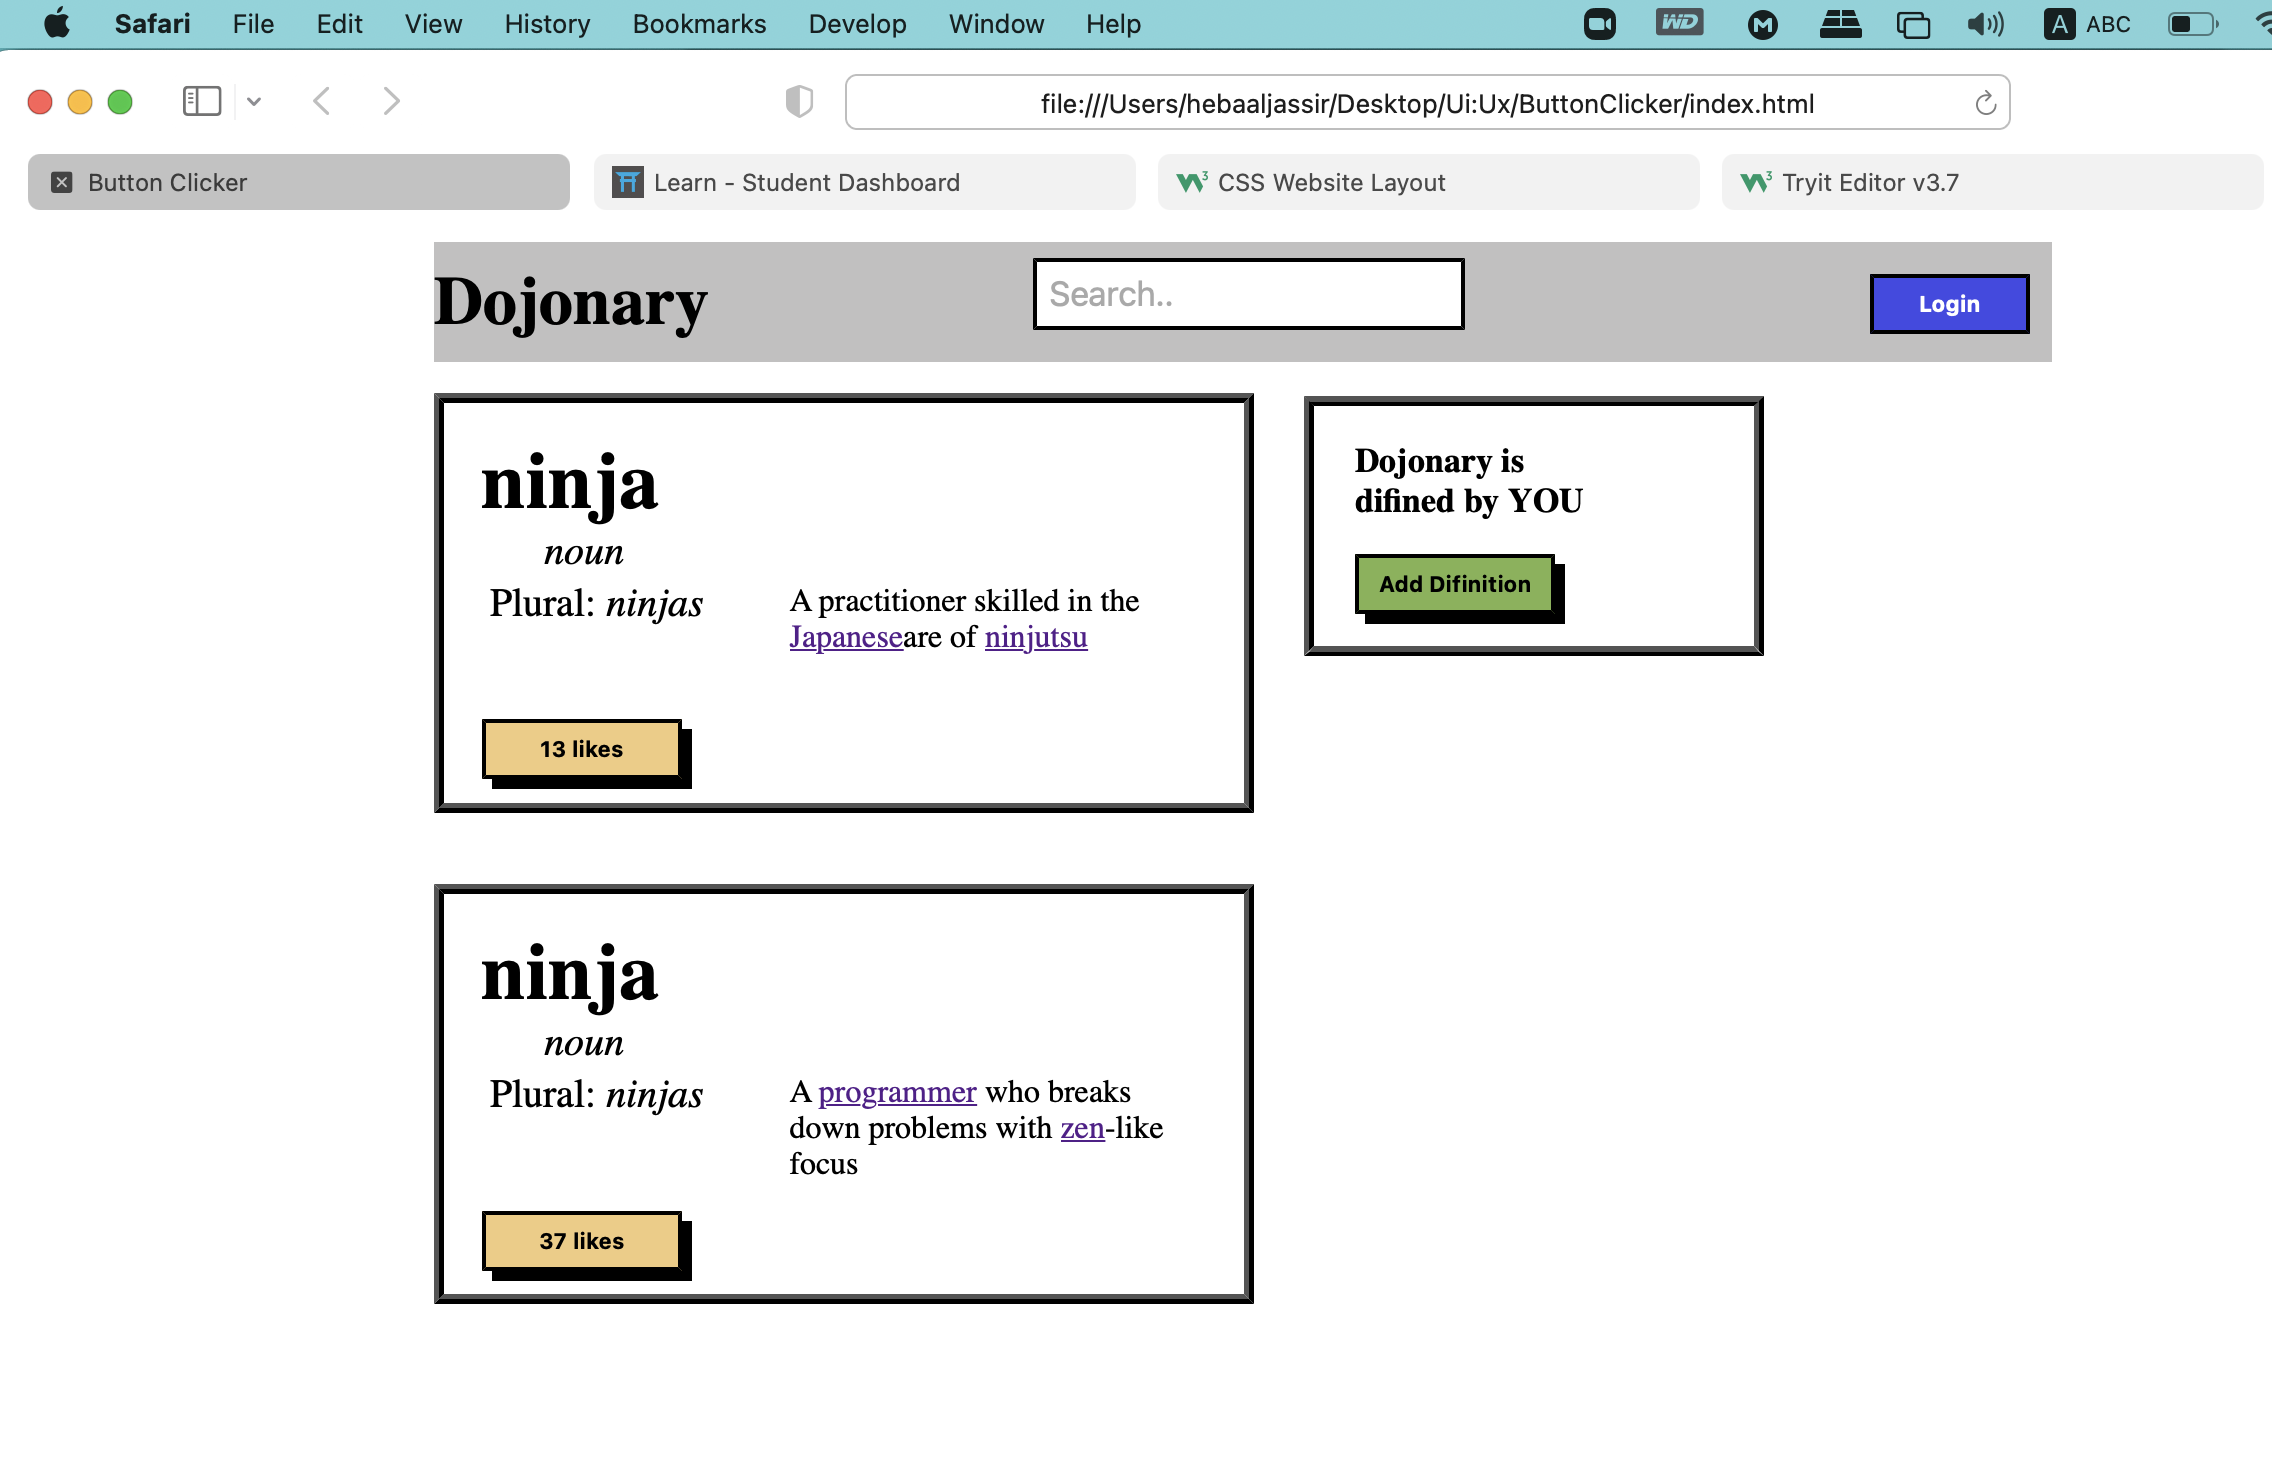 Safari File Edit View History Bookmarks Develop Window Help WD M A ABC
file:///Users/hebaaljassir/Desktop/Ui:Ux/ButtonClicker/index.html
Button Clicker Learn - Student Dashboard W3 CSS Website Layout W3 Tryit Editor v3.7
Dojonary Search.. Login
ninja
noun
Plural: ninjas
A practitioner skilled in the
Japaneseare of ninjutsu
13 likes
Dojonary is
difined by YOU
Add Difinition
ninja
noun
Plural: ninjas
A programmer who breaks
down problems with zen-like
focus
37 likes